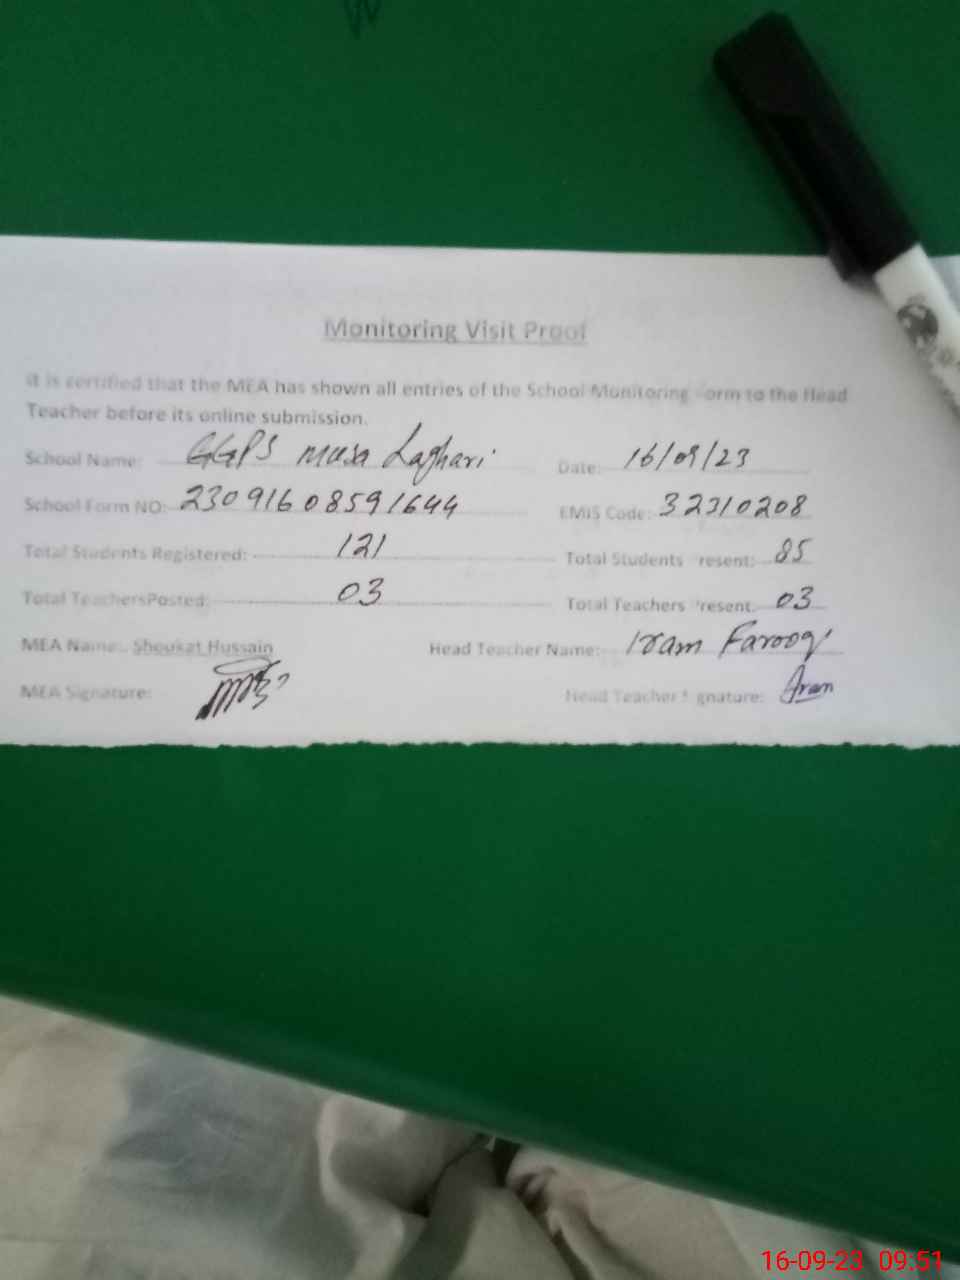 Monitoring Visit Proof
It is certified that the MEA has shown all entries of the School Monitoring Form to the Head
Teacher before its online submission.
School Name: GGPS musa Laghari Date: 16/09/23
School Form NO: 23091608591644 EMIS Code: 32310208
Total Students Registered: 121 Total Students Present: 85
Total TeachersPosted: 03 Total Teachers Present: 03
MEA Name:. Shoukat Hussain Head Teacher Name:- Iram Farooq
MEA Signature: Head Teacher Signature: Iram
16-09-23 09:51